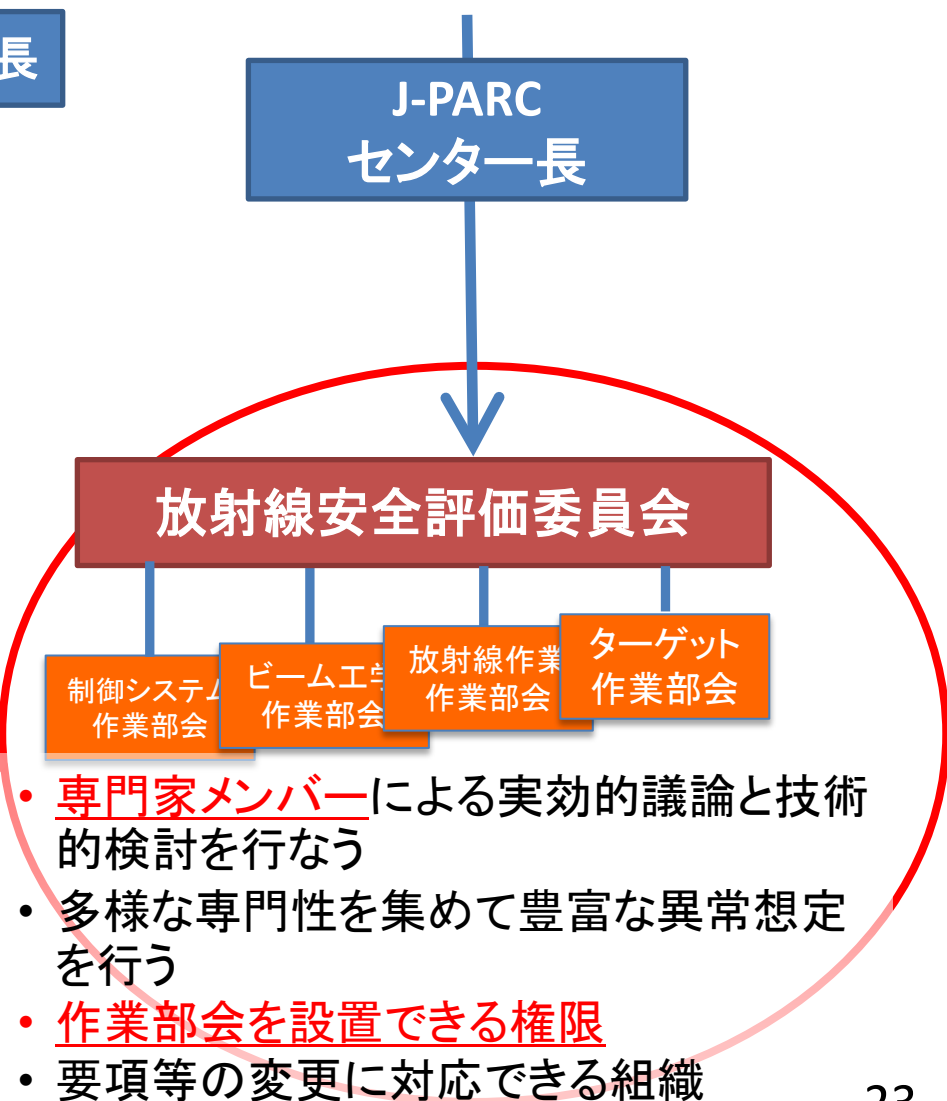 長
J-PARC
センター長
放射線安全評価委員会
制御システム
作業部会
ビーム工学
作業部会
放射線作業
作業部会
ターゲット
作業部会
• 専門家メンバーによる実効的議論と技術
的検討を行なう
• 多様な専門性を集めて豊富な異常想定
を行う
• 作業部会を設置できる権限
• 要項等の変更に対応できる組織
23